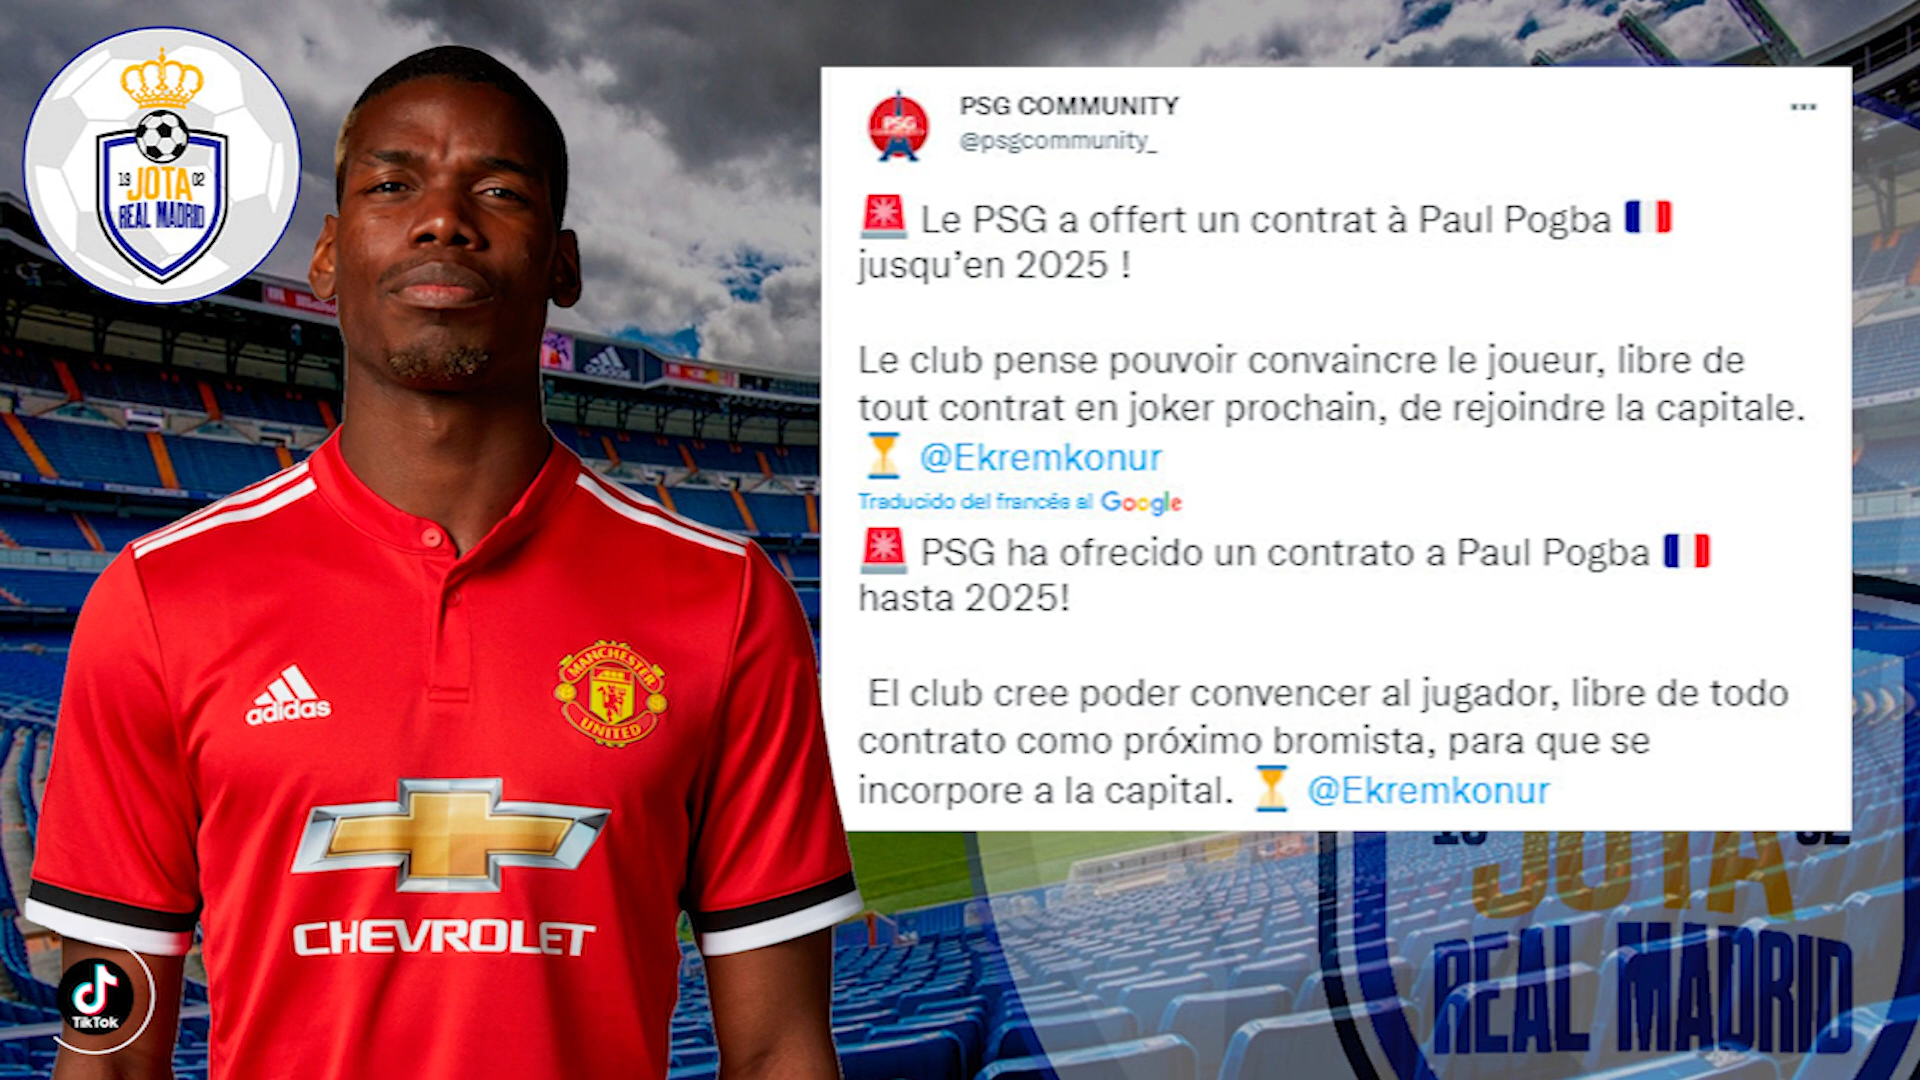 19 JOTA 02
REAL MADRID
PSG
PSG COMMUNITY
@psgcommunity_
Le PSG a offert un contrat à Paul Pogba
jusqu’en 2025 !
Le club pense pouvoir convaincre le joueur, libre de
tout contrat en joker prochain, de rejoindre la capitale.
@Ekremkonur
Traducido del francés al Google
PSG ha ofrecido un contrato a Paul Pogba
hasta 2025!
El club cree poder convencer al jugador, libre de todo
contrato como próximo bromista, para que se
incorpore a la capital. @Ekremkonur
adidas
MANCHESTER
UNITED
CHEVROLET
TikTok
JOTA
REAL MADRID